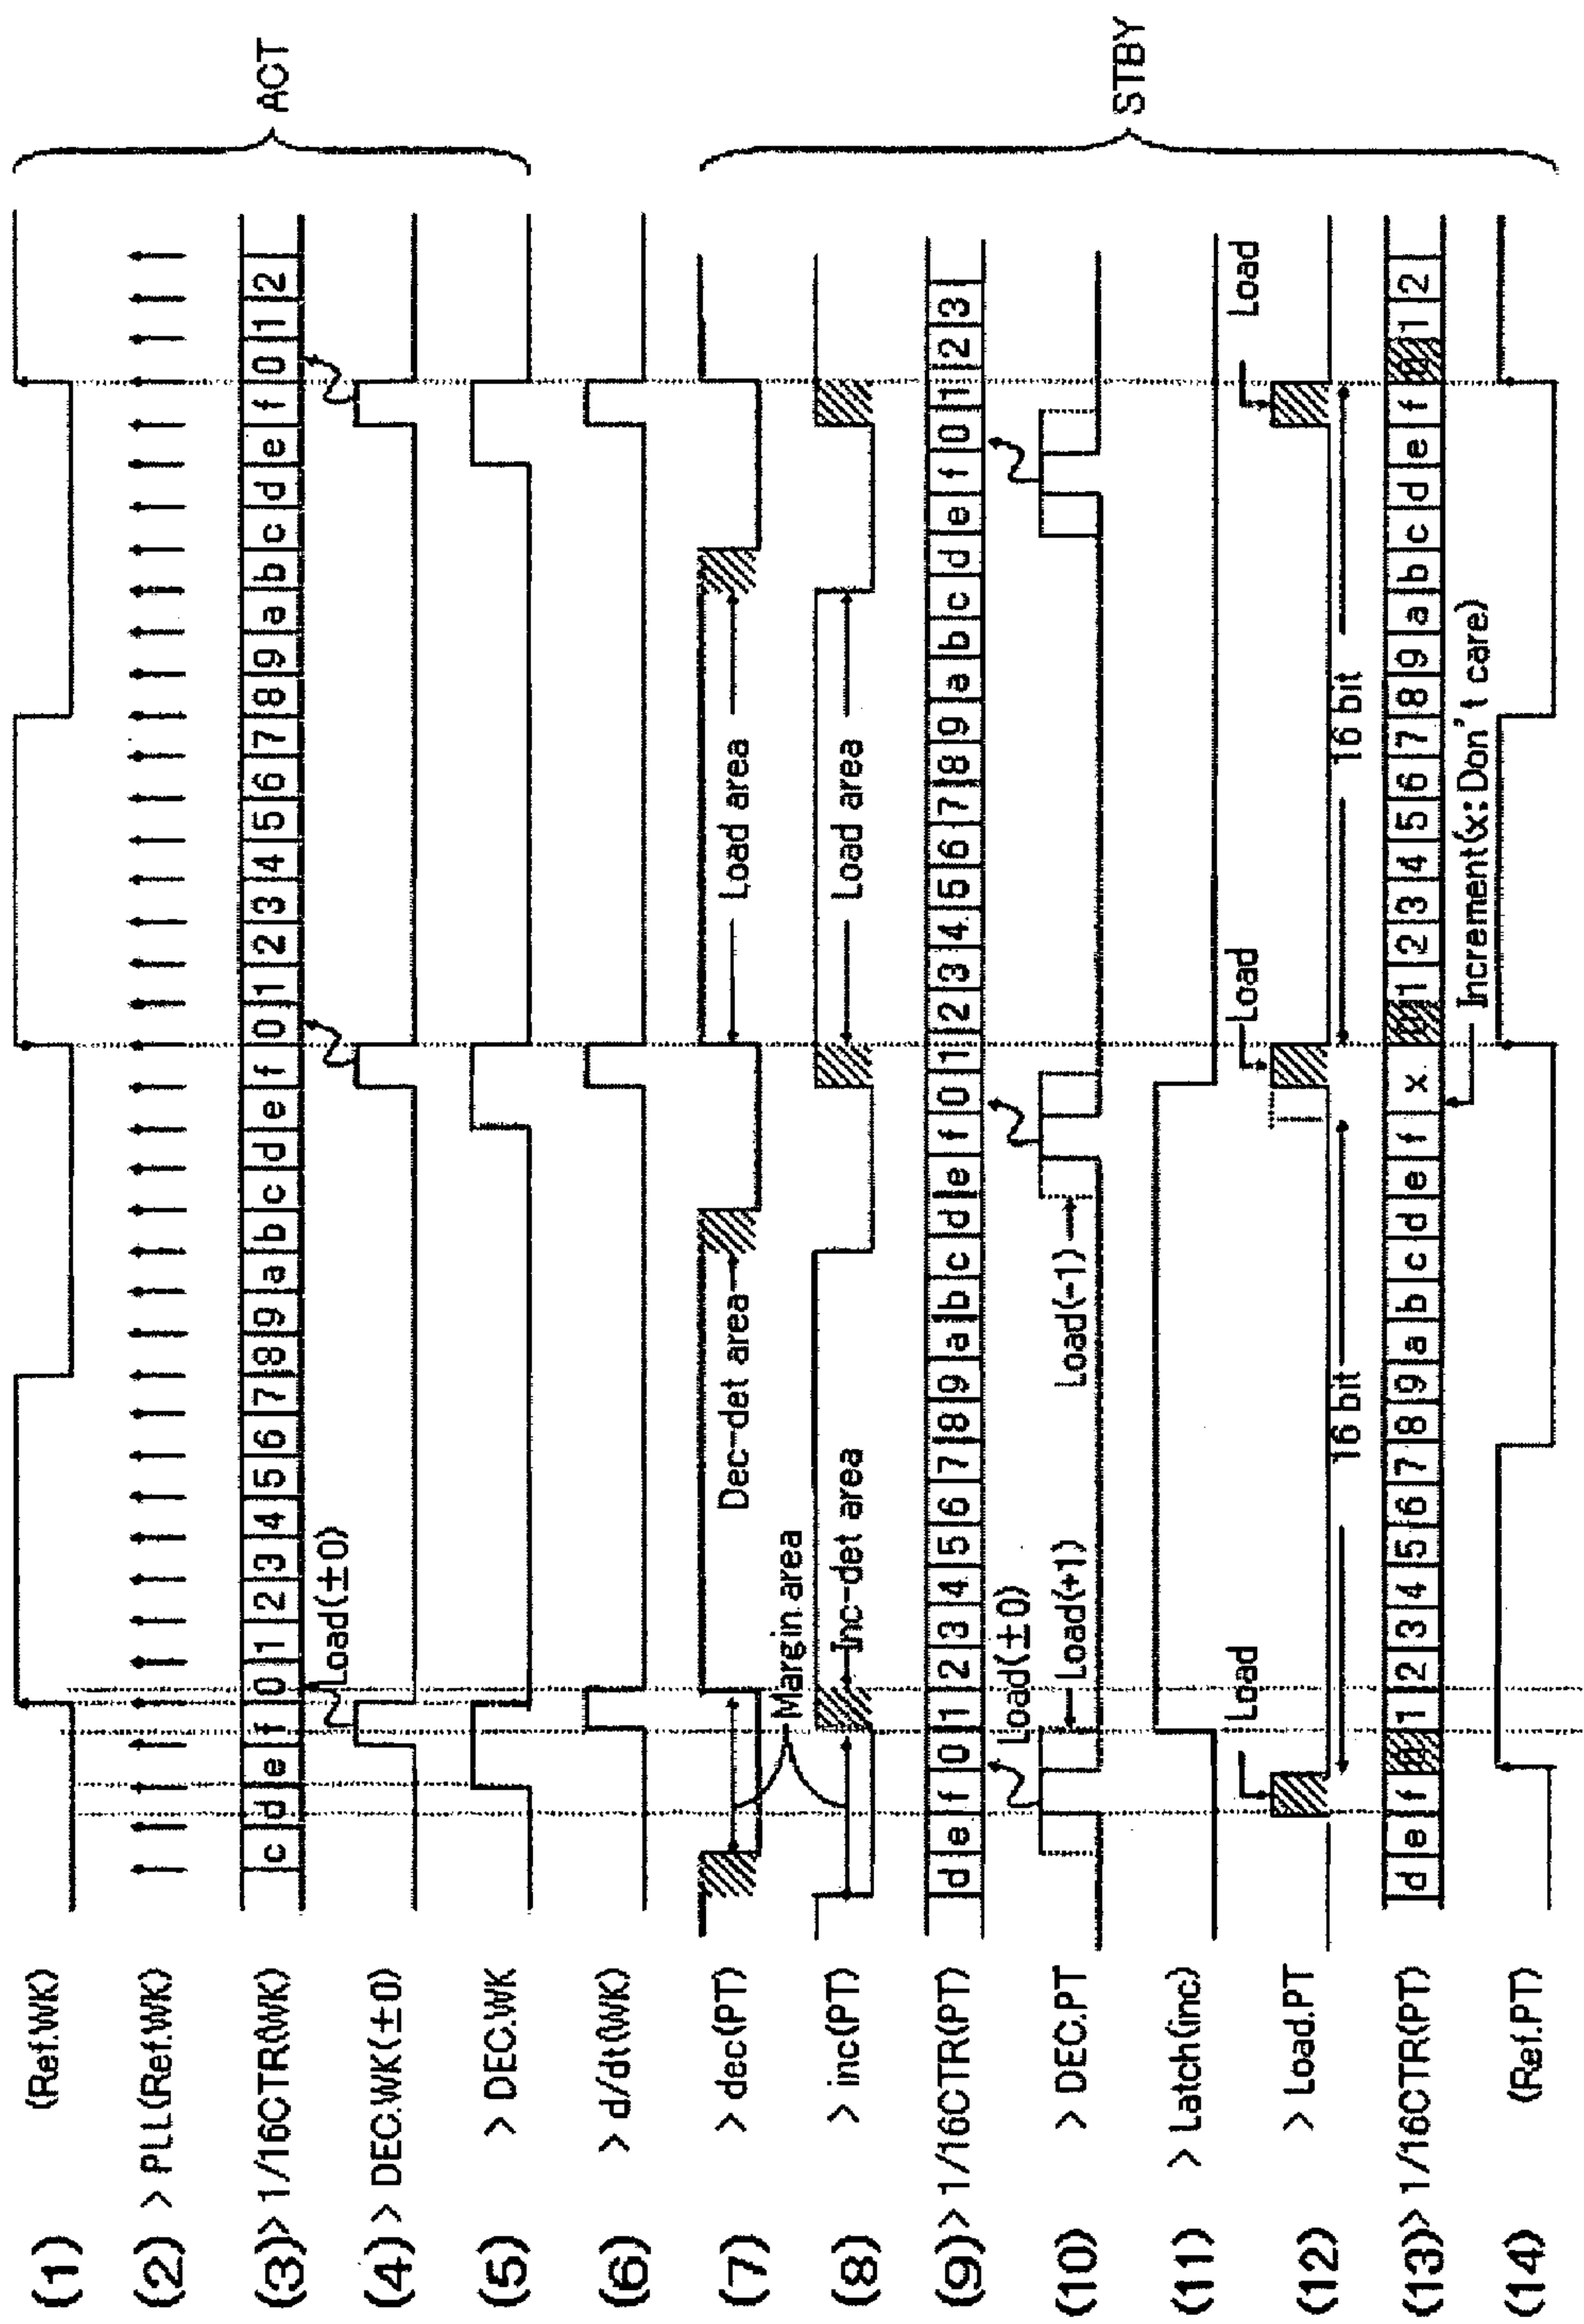 (1) (Ref.WK)
(2) > PLL(Ref.WK)
(3) > 1/16CTR(WK) c d e f 0 1 2 3 4 5 6 7 8 9 a b c d e f 0 1 2 3 4 5 6 7 8 9 a b c d e f 0 1 2
Load(±0)
(4) > DEC.WK(±0)
(5) > DEC.WK
ACT
(6) > d/dt(WK)
(7) > dec(PT) Dec-det area Load area
Margin area
(8) > inc(PT) Inc-det area Load area
(9) > 1/16CTR(PT) d e f 0 1 2 3 4 5 6 7 8 9 a b c d e f 0 1 2 3 4 5 6 7 8 9 a b c d e f 0 1 2 3
Load(±0)
(10) > DEC.PT Load(+1) Load(-1)
(11) > Latch(inc)
Load Load Load
(12) > Load.PT
16 bit 16 bit
(13) > 1/16CTR(PT) d e f 1 2 3 4 5 6 7 8 9 a b c d e f x 1 2 3 4 5 6 7 8 9 a b c d e f 1 2
Increment(x:Don't care)
(14) (Ref.PT)
STBY